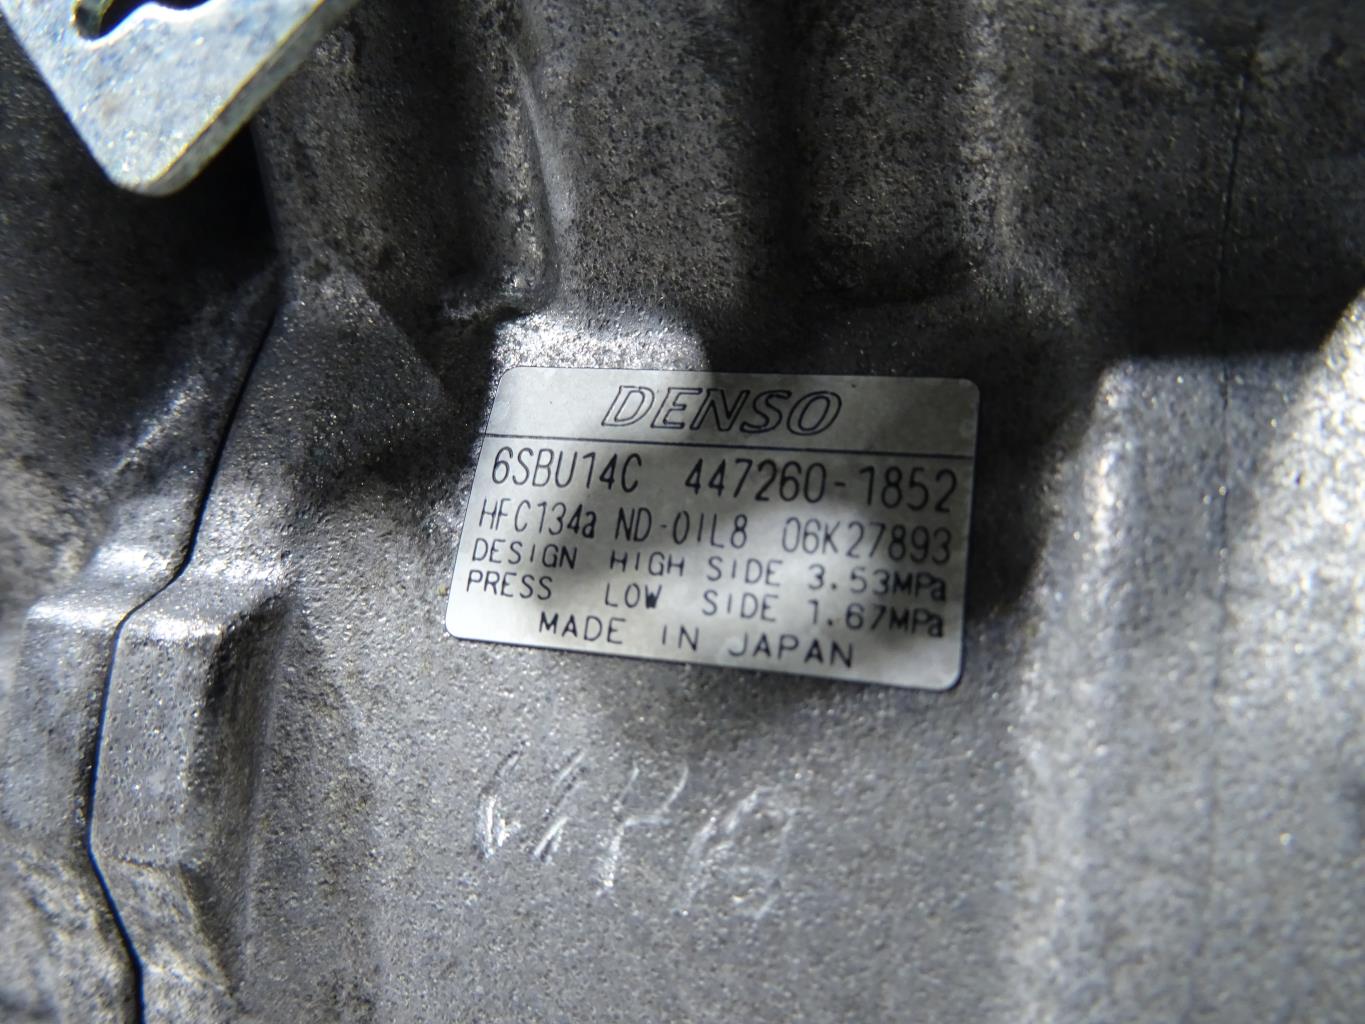 DENSO
6SBU14C 447260-1852
HFC134a ND-OIL8 06K27893
DESIGN HIGH SIDE 3.53MPa
PRESS LOW SIDE 1.67MPa
MADE IN JAPAN